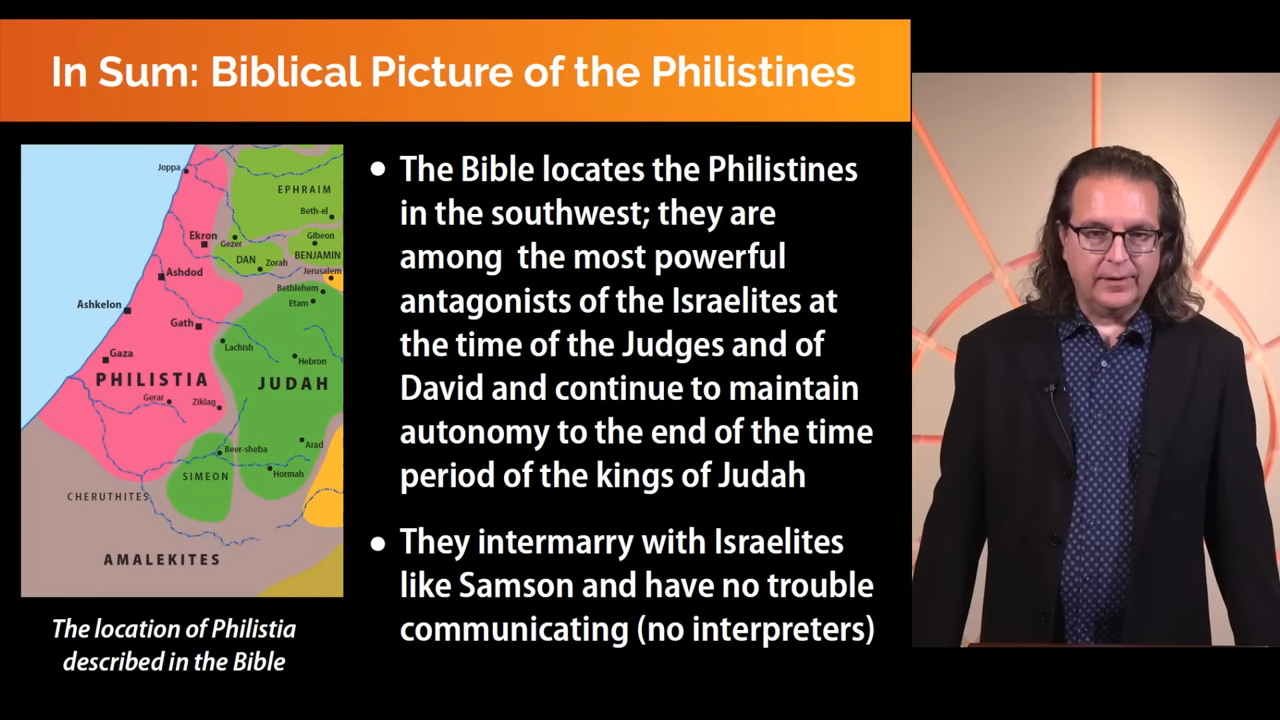 In Sum: Biblical Picture of the Philistines
Joppa
EPHRAIM
Beth-el
Ekron
Gezer
Gibeon
DAN
Zorah
BENJAMIN
Ashdod
Jerusalem
Bethlehem
Ashkelon
Etam
Gath
Lachish
Gaza
Hebron
PHILISTIA
JUDAH
Gerar
Ziklag
Beer-sheba
Arad
SIMEON
Hormah
CHERUTHITES
AMALEKITES
The location of Philistia
described in the Bible
• The Bible locates the Philistines
in the southwest; they are
among the most powerful
antagonists of the Israelites at
the time of the Judges and of
David and continue to maintain
autonomy to the end of the time
period of the kings of Judah
• They intermarry with Israelites
like Samson and have no trouble
communicating (no interpreters)